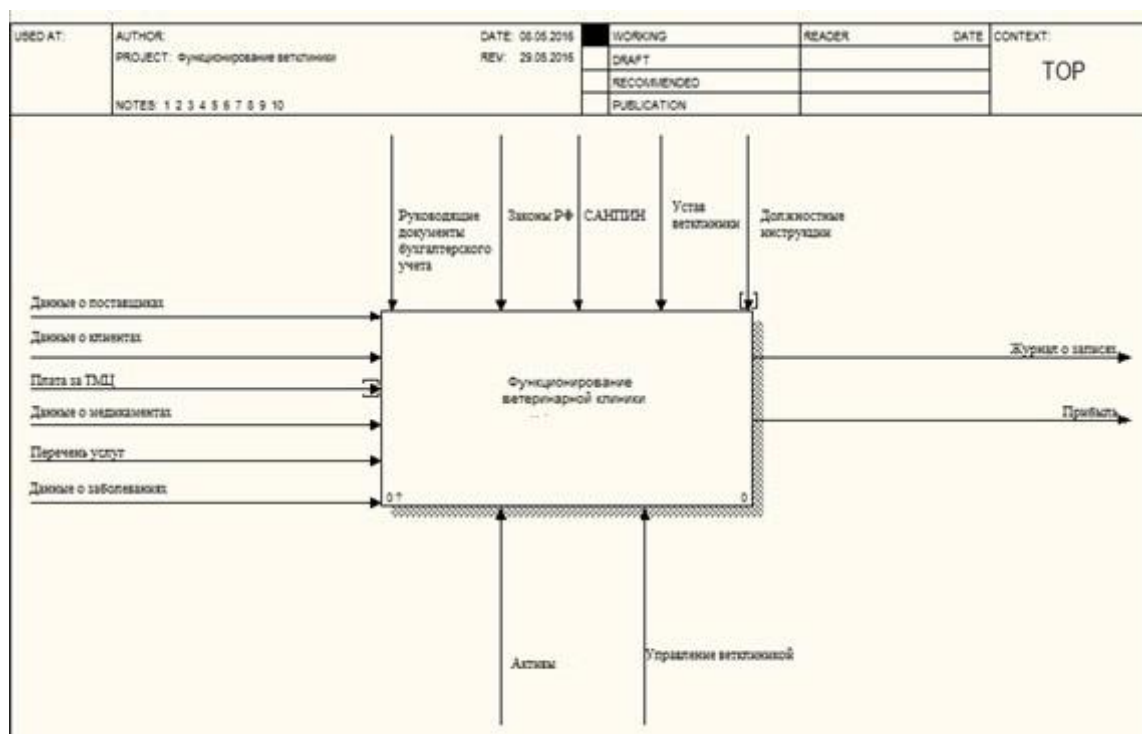 USED AT:
AUTHOR:
DATE: 08.05.2016
WORKING
READER
DATE
CONTEXT:
PROJECT: Функционирование ветклиники
REV: 29.05.2016
DRAFT
TOP
RECOMMENDED
NOTES: 1 2 3 4 5 6 7 8 9 10
PUBLICATION
Руководящие
документы
бухгалтерского
учета
Законы РФ
САНПИН
Устав
ветклиники
Должностные
инструкции
Данные о поставщиках
Данные о клиентах
Плата за ТМЦ
Данные о медикаментах
Перечень услуг
Данные о заболеваниях
Функционирование
ветеринарной клиники
0 ?
0
Журнал о записях
Прибыль
Активы
Управление ветклиникой